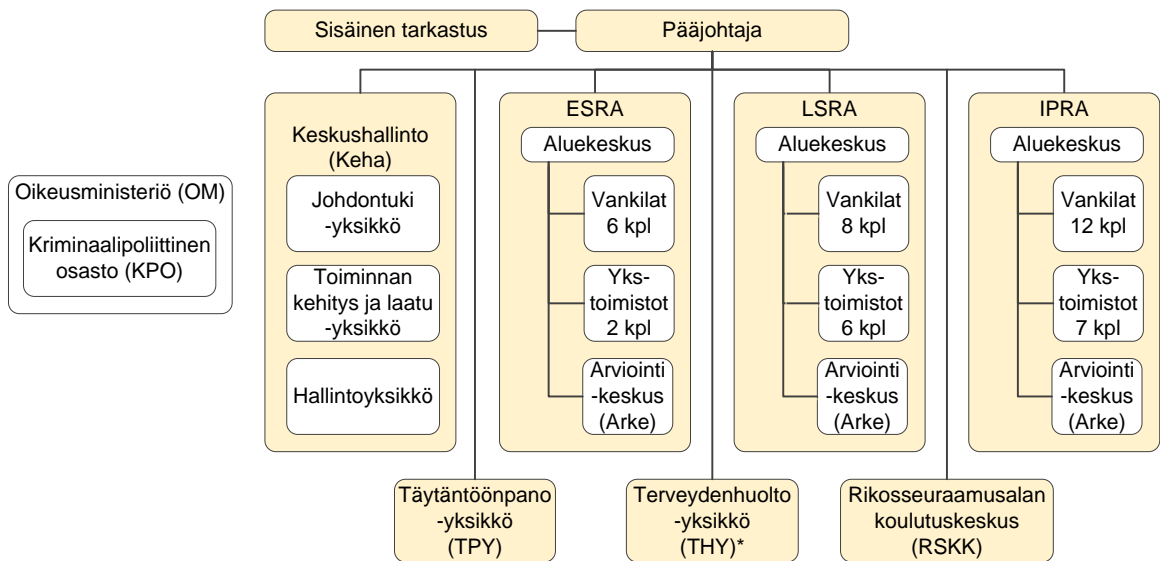 Sisäinen tarkastus
Pääjohtaja
Oikeusministeriö (OM)
Kriminaalipoliittinen
osasto (KPO)
Keskushallinto
(Keha)
Johdontuki
-yksikkö
Toiminnan
kehitys ja laatu
-yksikkö
Hallintoyksikkö
ESRA
Aluekeskus
Vankilat
6 kpl
Yks-
toimistot
2 kpl
Arviointi
-keskus
(Arke)
LSRA
Aluekeskus
Vankilat
8 kpl
Yks-
toimistot
6 kpl
Arviointi
-keskus
(Arke)
IPRA
Aluekeskus
Vankilat
12 kpl
Yks-
toimistot
7 kpl
Arviointi
-keskus
(Arke)
Täytäntöönpano
-yksikkö
(TPY)
Terveydenhuolto
-yksikkö
(THY)*
Rikosseuraamusalan
koulutuskeskus
(RSKK)